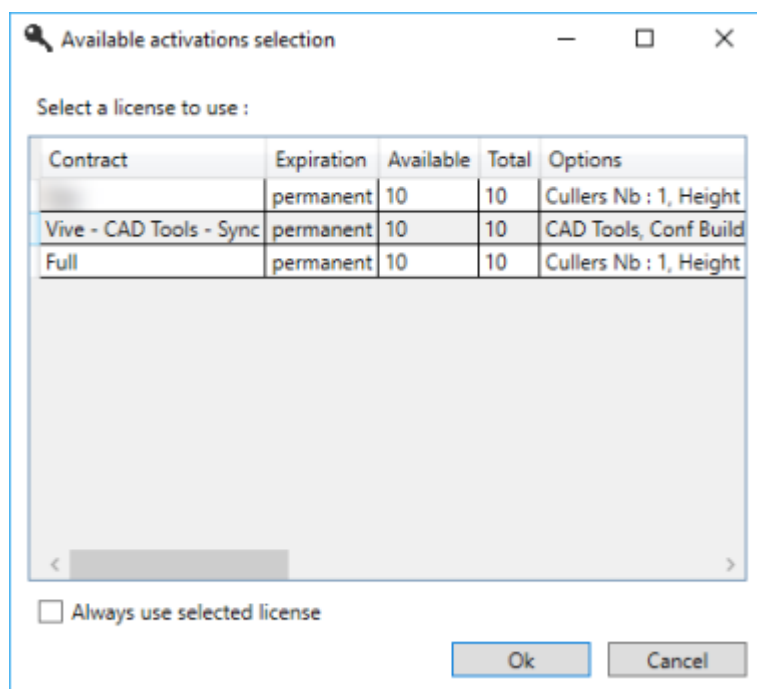 Available activations selection
Select a license to use :
Contract Expiration Available Total Options
permanent 10 10 Cullers Nb : 1, Height
Vive - CAD Tools - Sync permanent 10 10 CAD Tools, Conf Build
Full permanent 10 10 Cullers Nb : 1, Height
Always use selected license
Ok Cancel